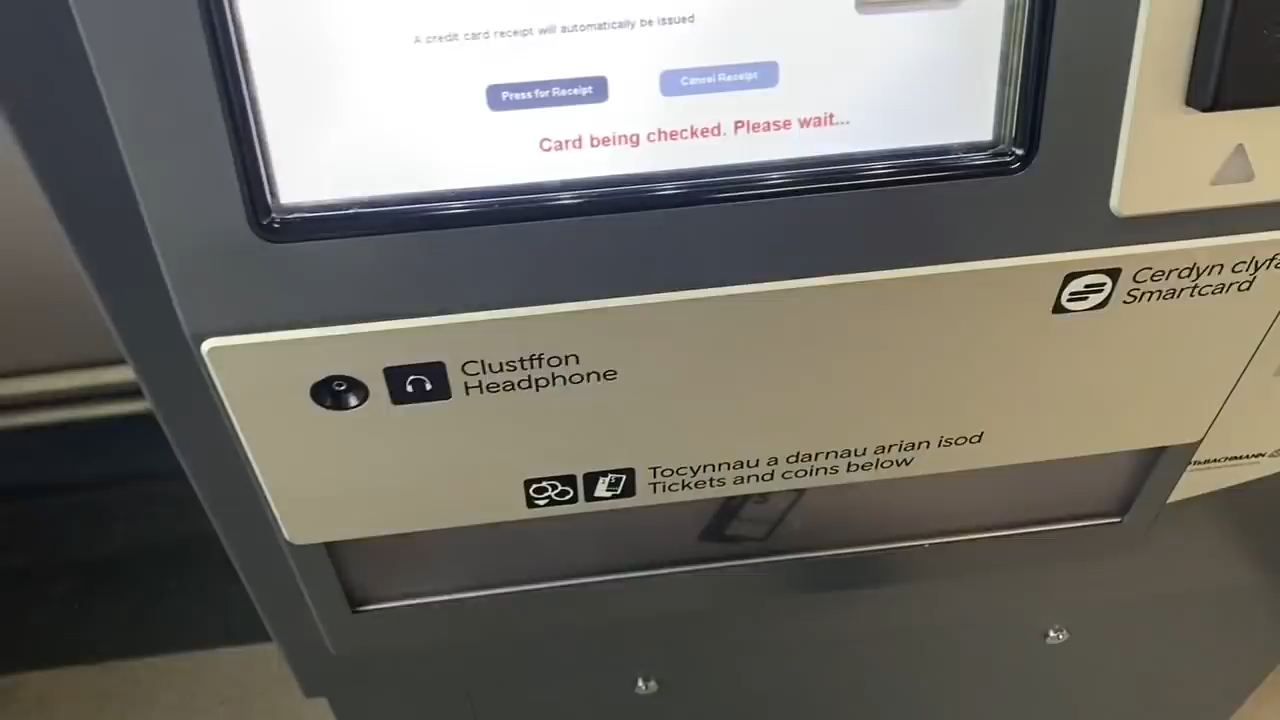 A credit card receipt will automatically be issued
Press for Receipt
Cancel Receipt
Card being checked. Please wait...
Cerdyn clyfa
Smartcard
Clustffon
Headphone
Tocynnau a darnau arian isod
Tickets and coins below
BACHMANN